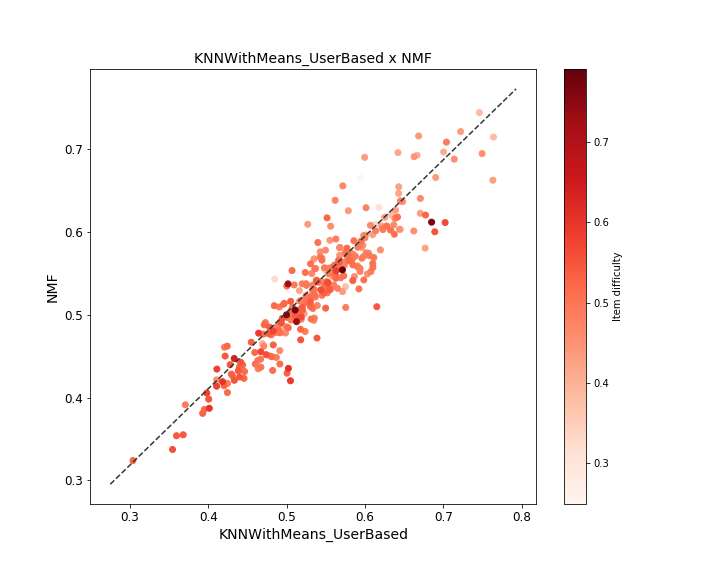 KNNWithMeans_UserBased x NMF
0.7
0.6
0.5
0.4
0.3
NMF
0.3 0.4 0.5 0.6 0.7 0.8
KNNWithMeans_UserBased
0.7
0.6
0.5
0.4
0.3
Item difficulty